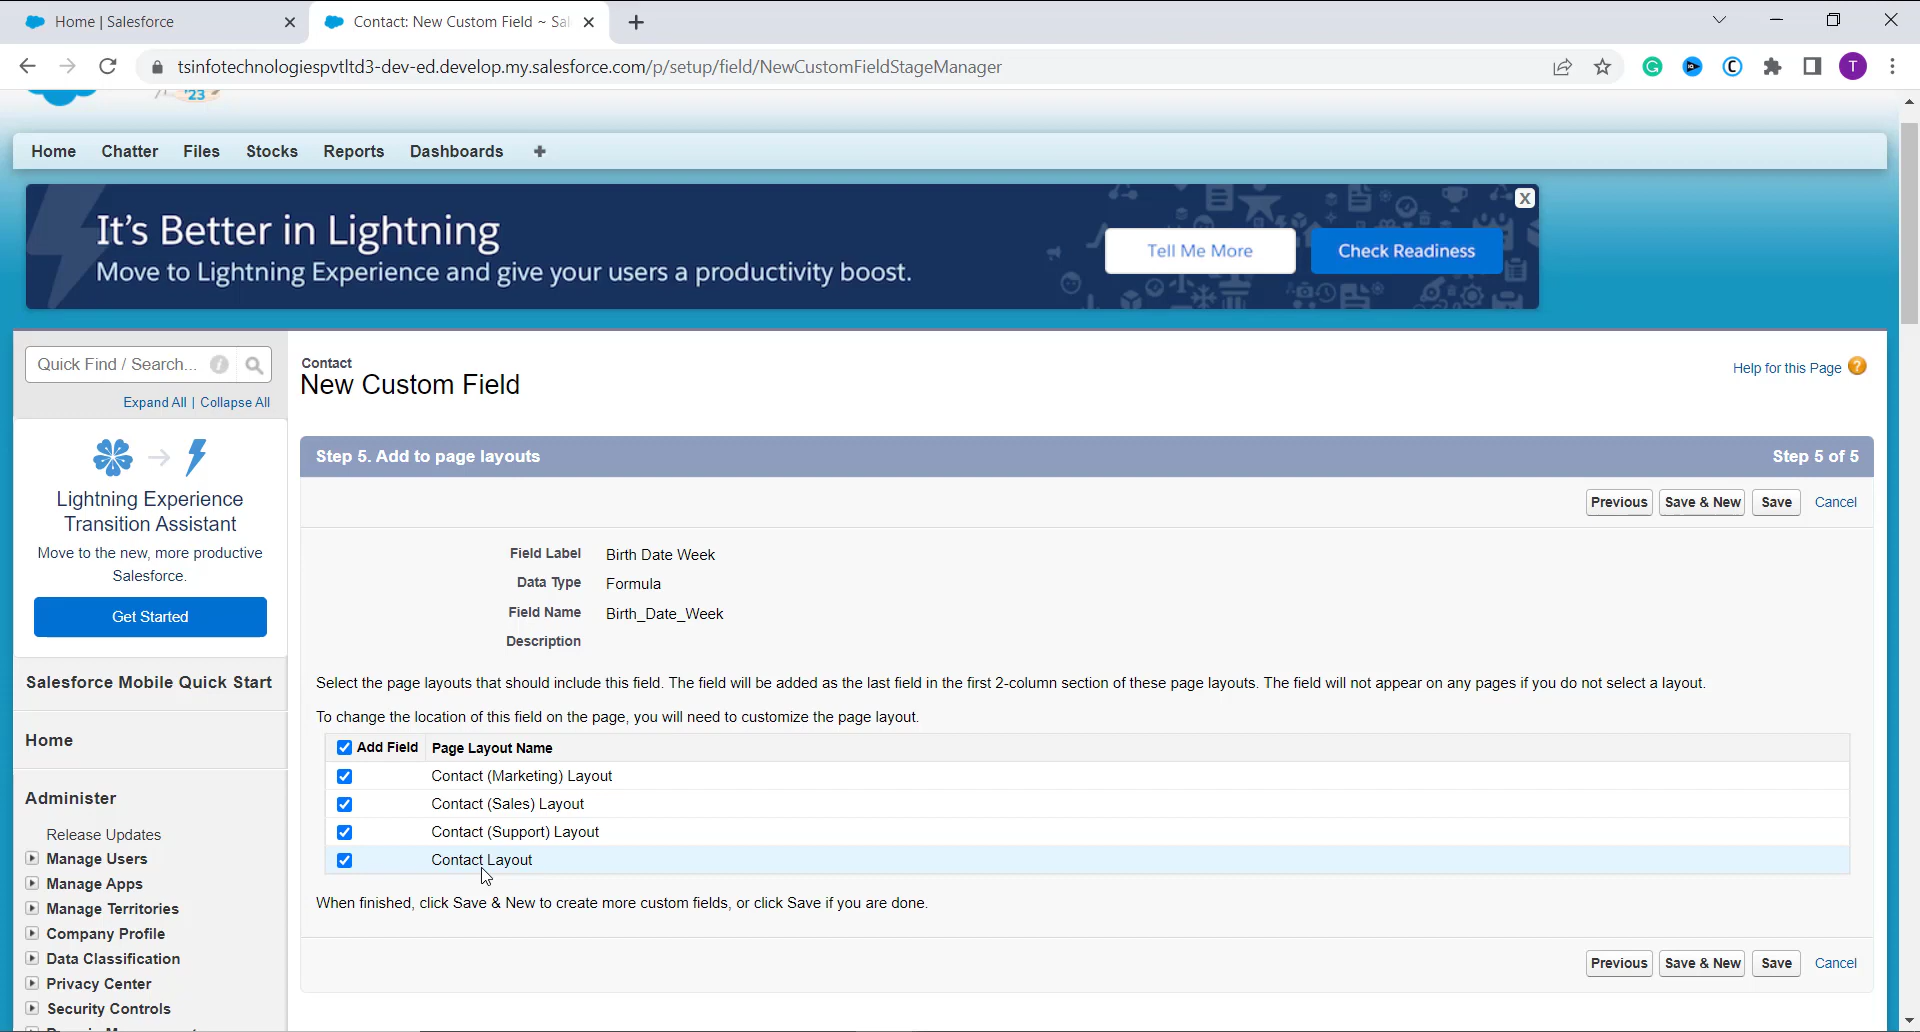 Home | Salesforce
Contact: New Custom Field ~ Sal
tsinfotechnologiespvtltd3-dev-ed.develop.my.salesforce.com/p/setup/field/NewCustomFieldStageManager
T
'23
Home Chatter Files Stocks Reports Dashboards +
It's Better in Lightning
Move to Lightning Experience and give your users a productivity boost.
Tell Me More
Check Readiness
X
Quick Find / Search...
Expand All | Collapse All
Lightning Experience
Transition Assistant
Move to the new, more productive
Salesforce.
Get Started
Salesforce Mobile Quick Start
Home
Administer
Release Updates
Manage Users
Manage Apps
Manage Territories
Company Profile
Data Classification
Privacy Center
Security Controls
Contact
New Custom Field
Help for this Page ?
Step 5. Add to page layouts
Step 5 of 5
Previous Save & New Save Cancel
Field Label Birth Date Week
Data Type Formula
Field Name Birth_Date_Week
Description
Select the page layouts that should include this field. The field will be added as the last field in the first 2-column section of these page layouts. The field will not appear on any pages if you do not select a layout.
To change the location of this field on the page, you will need to customize the page layout.
Add Field Page Layout Name
Contact (Marketing) Layout
Contact (Sales) Layout
Contact (Support) Layout
Contact Layout
When finished, click Save & New to create more custom fields, or click Save if you are done.
Previous Save & New Save Cancel